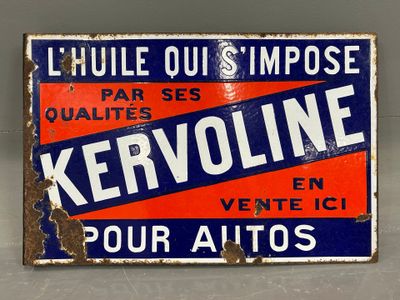 L'HUILE QUI S'IMPOSE
PAR SES
QUALITÉS
KERVOLINE
EN
VENTE ICI
POUR AUTOS